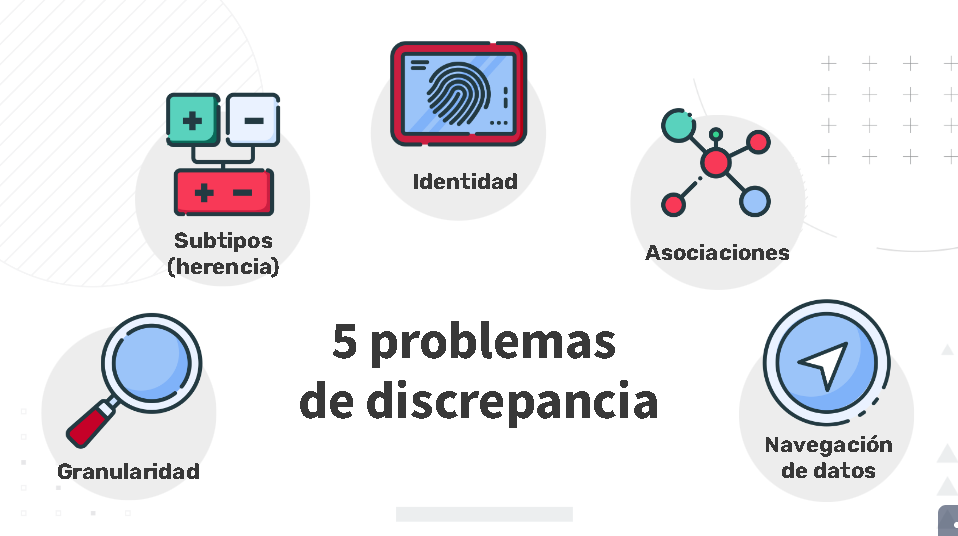 Identidad
Subtipos
(herencia)
Asociaciones
5 problemas
de discrepancia
Granularidad
Navegación
de datos